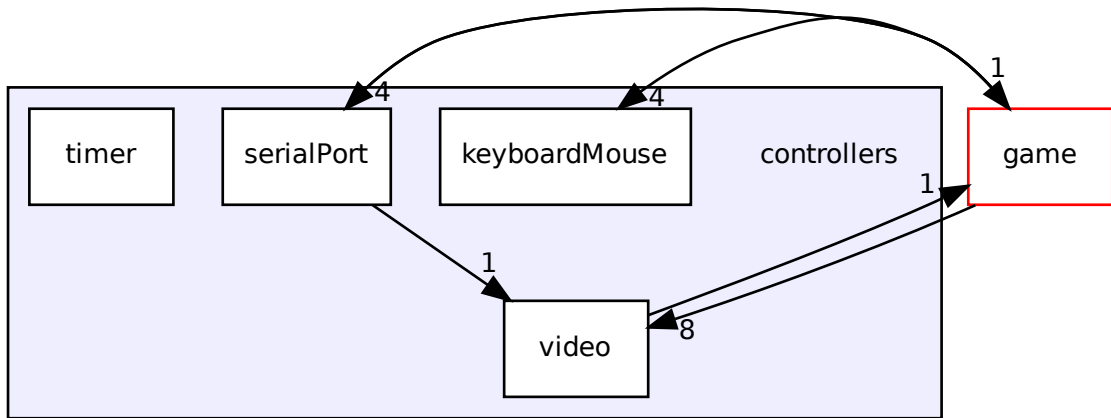 1
4
4
timer
serialPort
keyboardMouse
controllers
game
1
1
8
video